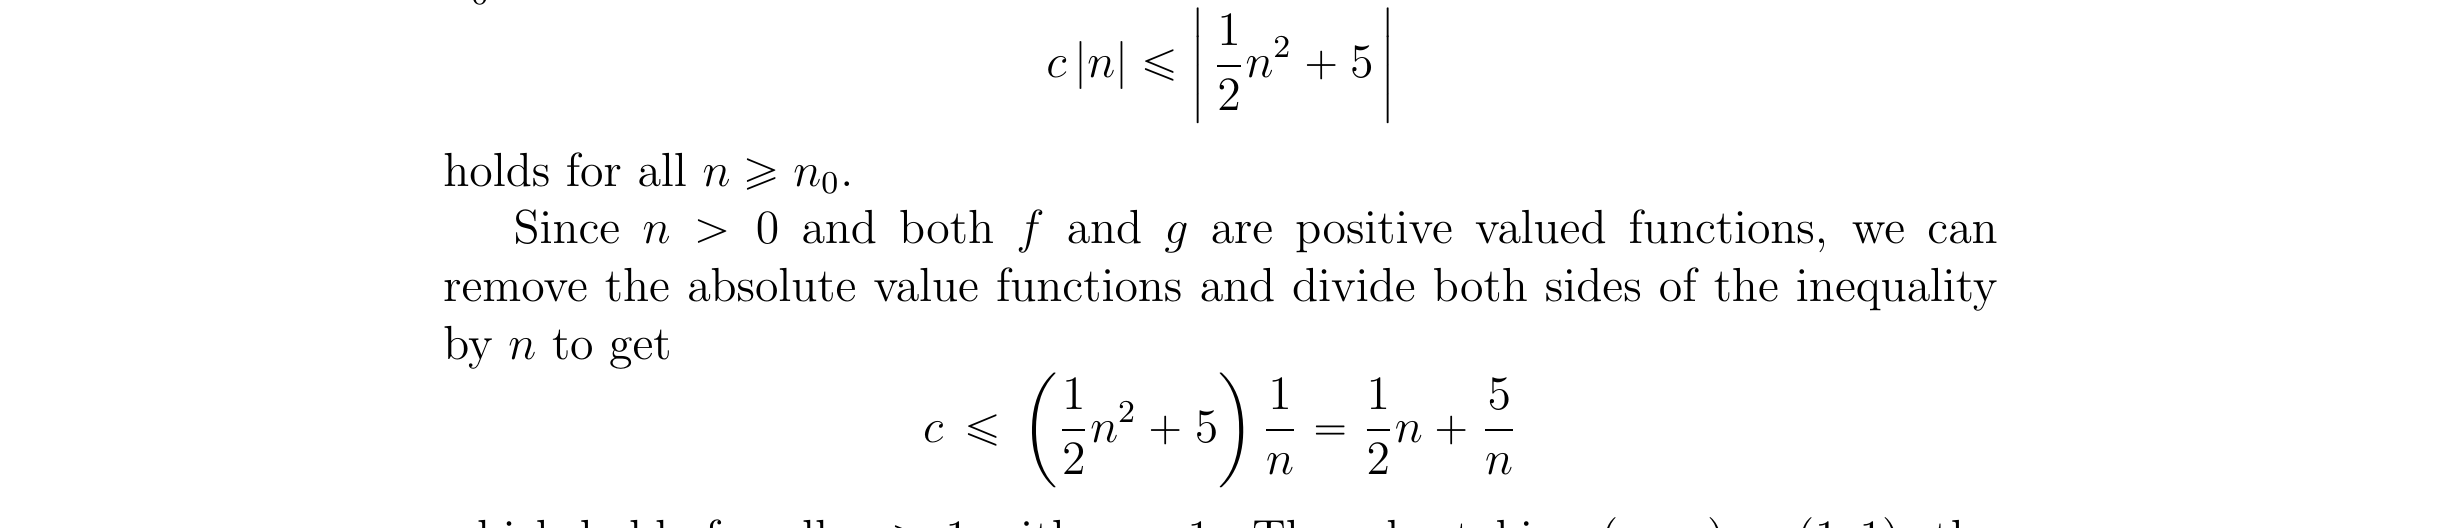 c |n| ⩽ | 1/2 n² + 5 |
holds for all n ⩾ n₀.
Since n > 0 and both f and g are positive valued functions, we can
remove the absolute value functions and divide both sides of the inequality
by n to get
c ⩽ ( 1/2 n² + 5 ) 1/n = 1/2 n + 5/n